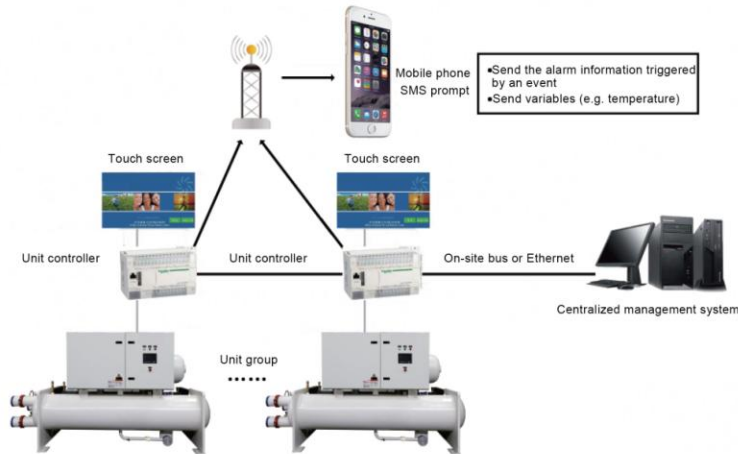 Mobile phone
SMS prompt
•Send the alarm information triggered
by an event
•Send variables (e.g. temperature)
Touch screen
Touch screen
Unit controller
Unit controller
On-site bus or Ethernet
Centralized management system
Unit group
......